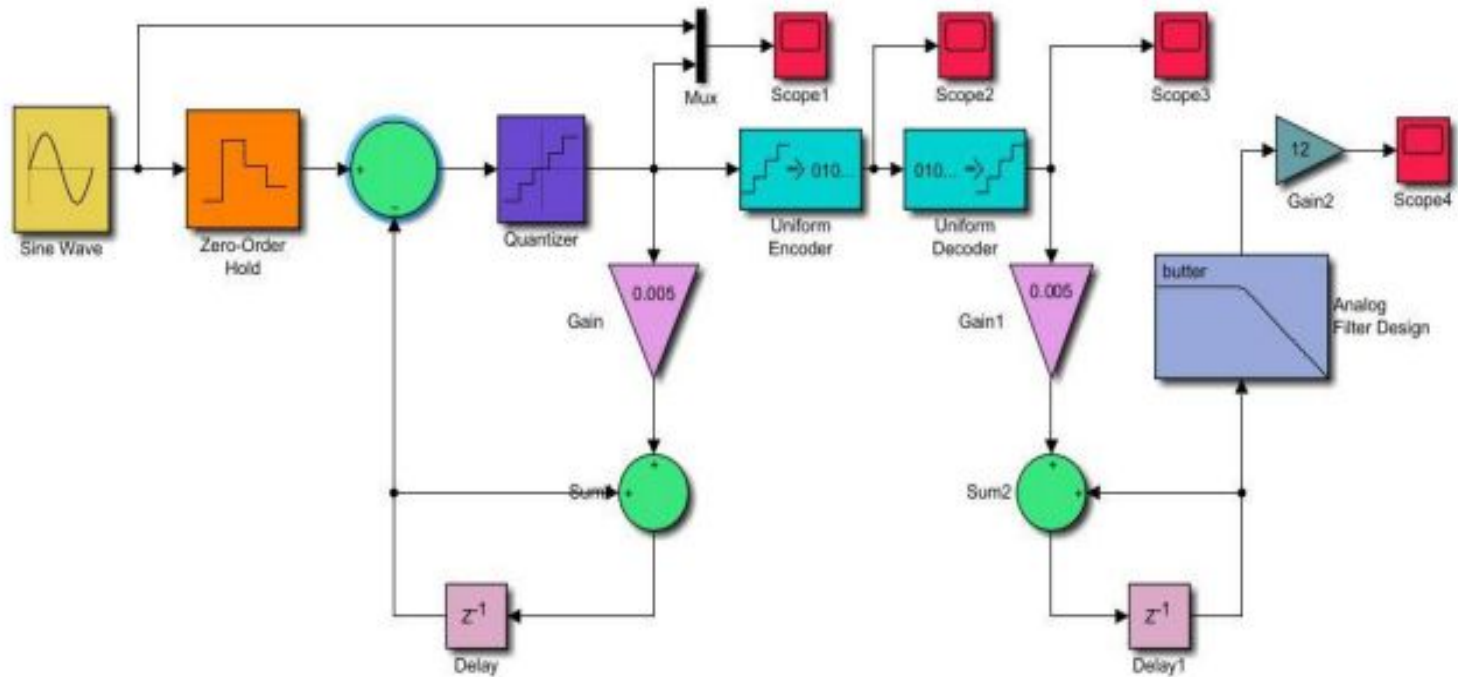 Mux
Scope1
Scope2
Scope3
Sine Wave
Zero-Order
Hold
+
-
Quantizer
010...
Uniform
Encoder
010...
Uniform
Decoder
12
Gain2
Scope4
0.005
Gain
0.005
Gain1
butter
Analog
Filter Design
+
+
+
Sum2
+
Z-1
Delay
Z-1
Delay1